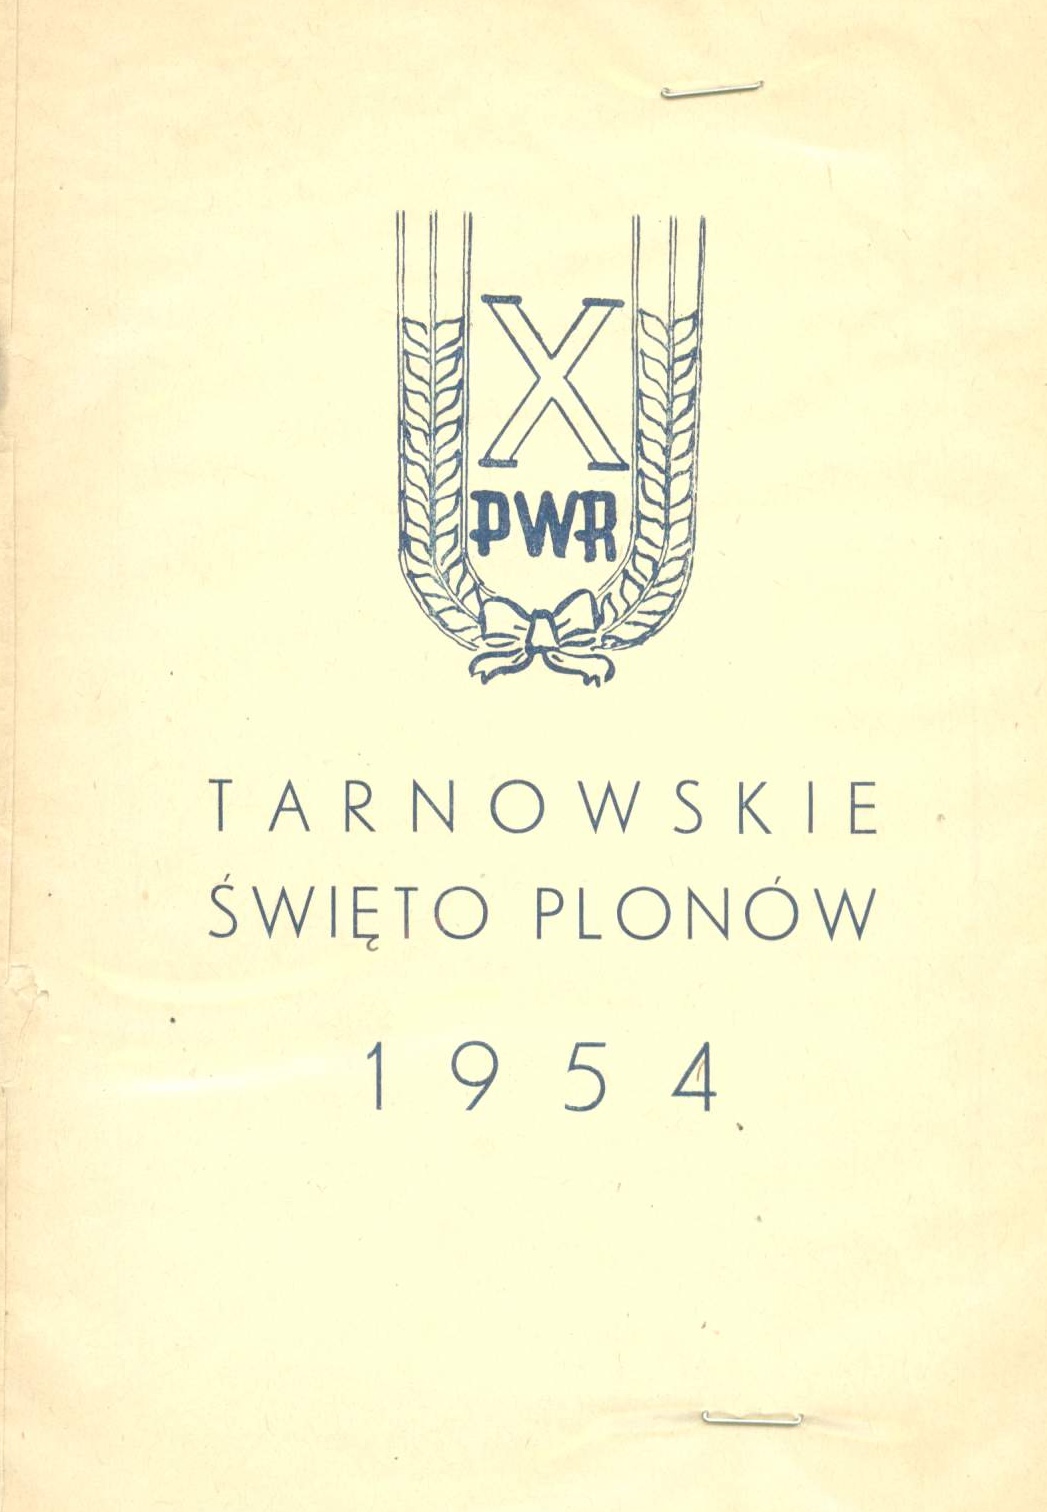 X
PWR
TARNOWSKIE
ŚWIĘTO PLONÓW
1954